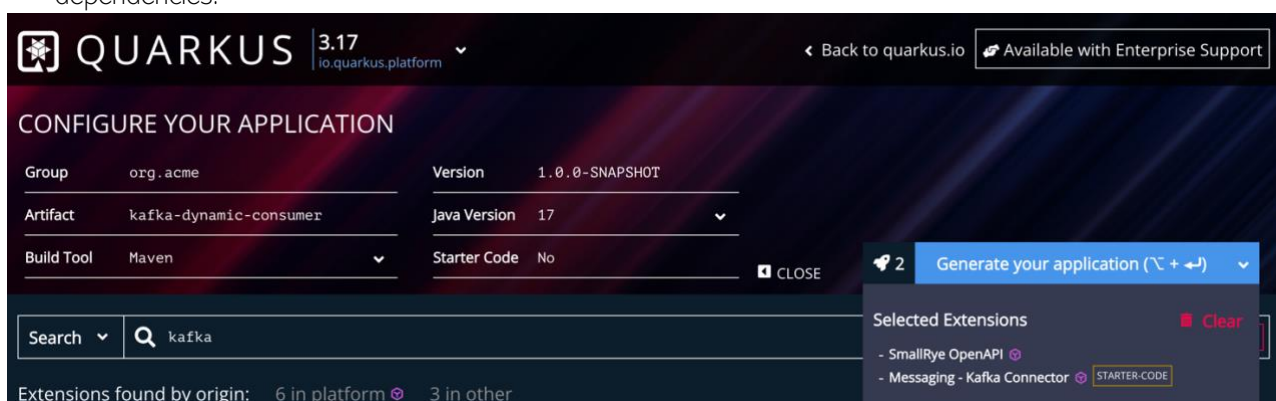 dependencies.
QUARKUS 3.17 io.quarkus.platform
Back to quarkus.io Available with Enterprise Support
CONFIGURE YOUR APPLICATION
Group org.acme Version 1.0.0-SNAPSHOT
Artifact kafka-dynamic-consumer Java Version 17
Build Tool Maven Starter Code No
CLOSE
2 Generate your application (⌥ + ↵)
Search kafka
Selected Extensions Clear
- SmallRye OpenAPI
- Messaging - Kafka Connector STARTER-CODE
Extensions found by origin: 6 in platform 3 in other